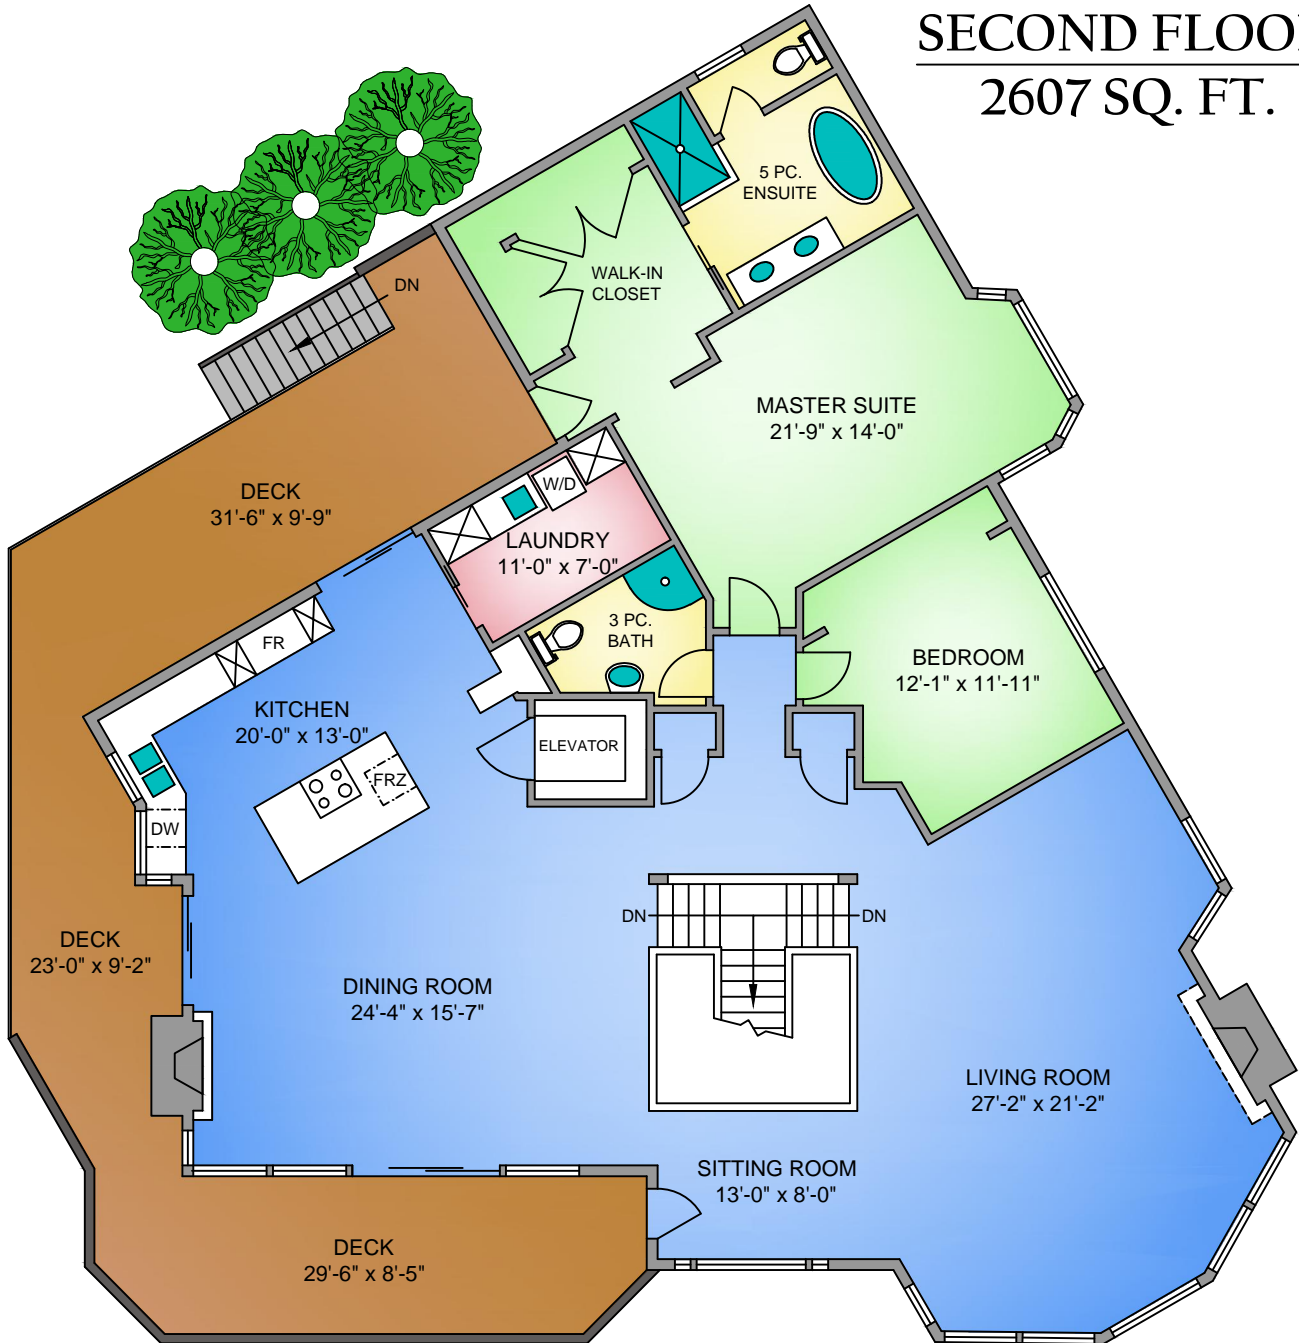 SECOND FLOO
2607 SQ. FT.
5 PC.
ENSUITE
WALK-IN
CLOSET
DN
MASTER SUITE
21'-9" x 14'-0"
DECK
31'-6" x 9'-9"
W/D
LAUNDRY
11'-0" x 7'-0"
3 PC.
BATH
FR
BEDROOM
12'-1" x 11'-11"
KITCHEN
20'-0" x 13'-0"
ELEVATOR
FRZ
DW
DN
DN
DECK
23'-0" x 9'-2"
DINING ROOM
24'-4" x 15'-7"
LIVING ROOM
27'-2" x 21'-2"
SITTING ROOM
13'-0" x 8'-0"
DECK
29'-6" x 8'-5"